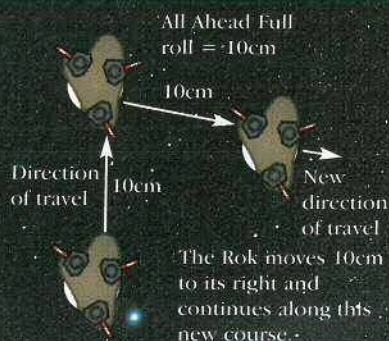 All Ahead Full
roll = 10cm
10cm
Direction
of travel
10cm
New
direction
of travel
The Rok moves 10cm
to its right and
continues along this
new course.